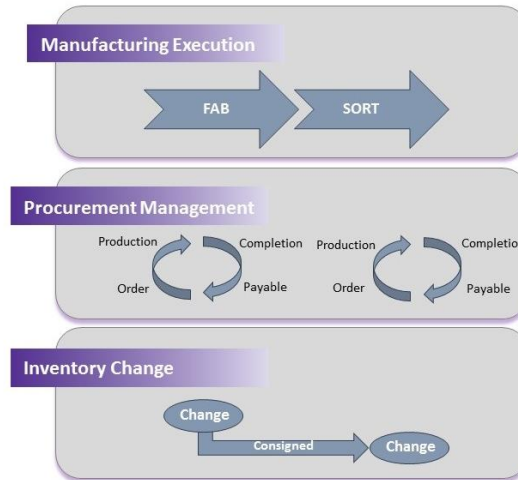 Manufacturing Execution
FAB
SORT
Procurement Management
Production
Completion
Order
Payable
Production
Order
Payable
Inventory Change
Change
Consigned
Change